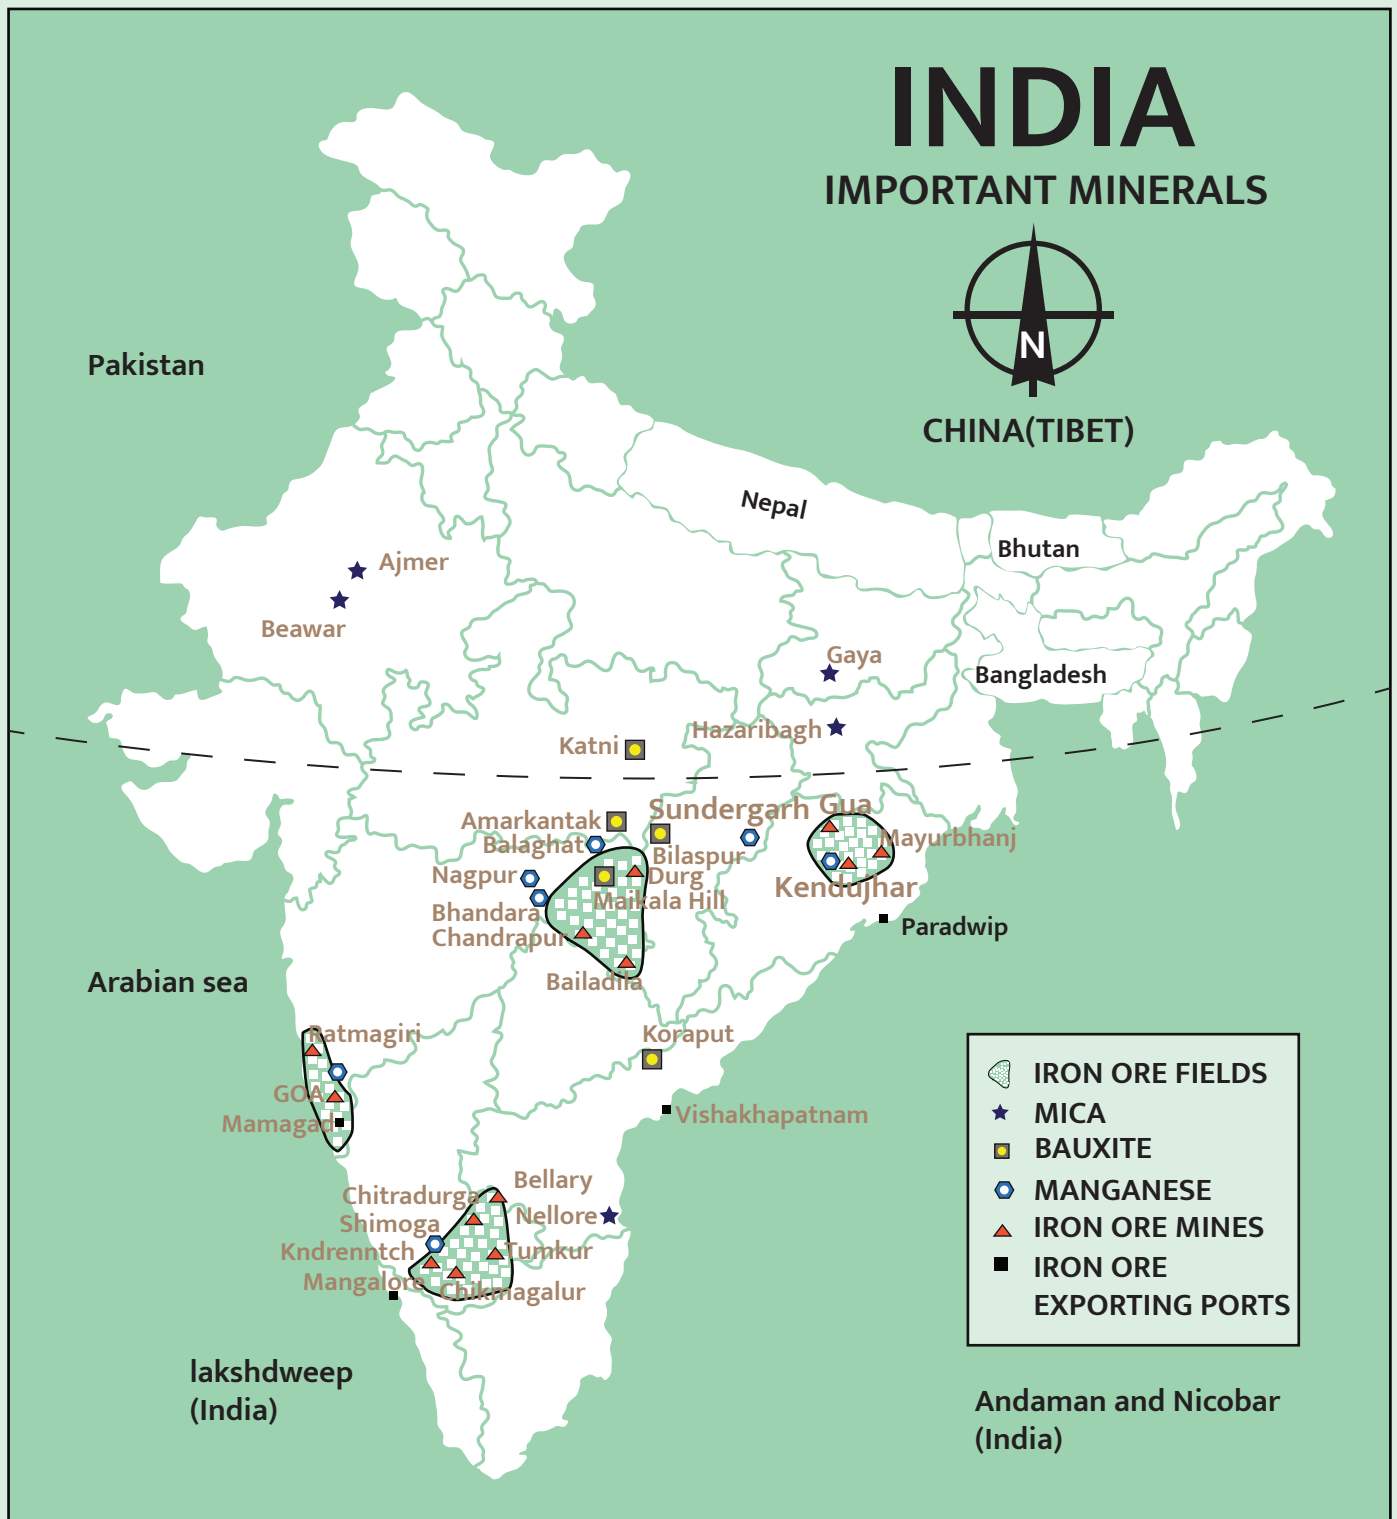 INDIA
IMPORTANT MINERALS
N
CHINA(TIBET)
Pakistan
Nepal
Bhutan
Ajmer
Beawar
Gaya
Bangladesh
Hazaribagh
Katni
Sundergarh
Gua
Amarkantak
Mayurbhanj
Balaghat
Bilaspur
Nagpur
Durg
Kendujhar
Maikala Hill
Bhandara
Chandrapur
Paradwip
Bailadila
Arabian sea
Ratmagiri
Koraput
GOA
Mamagad
Vishakhapatnam
Bellary
Chitradurga
Nellore
Shimoga
Kndrenntch
Tumkur
Mangalore
Chikmagalur
IRON ORE FIELDS
MICA
BAUXITE
MANGANESE
IRON ORE MINES
IRON ORE
EXPORTING PORTS
lakshdweep
(India)
Andaman and Nicobar
(India)